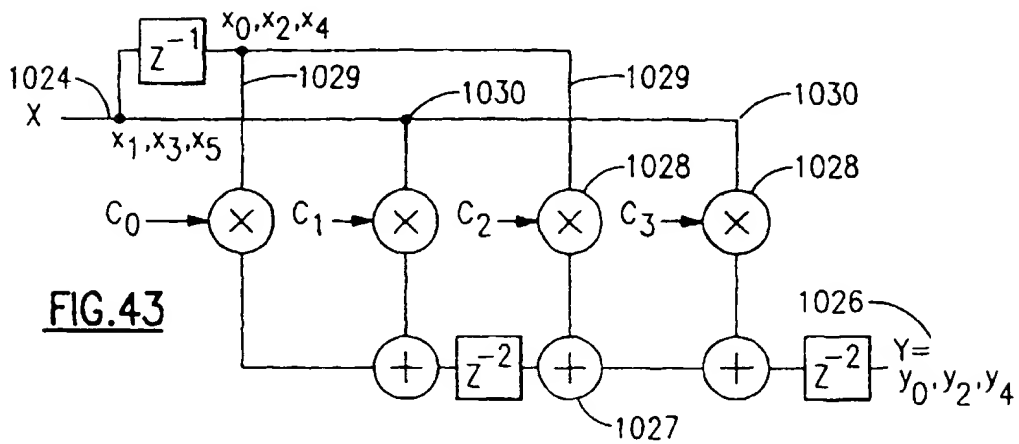 x₀,x₂,x₄
z⁻¹
1029
1029
1024
1030
1030
X
x₁,x₃,x₅
1028
1028
C₀
×
C₁
×
C₂
×
C₃
×
FIG.43
1026
+
z⁻²
+
+
z⁻²
Y=
y₀,y₂,y₄
1027